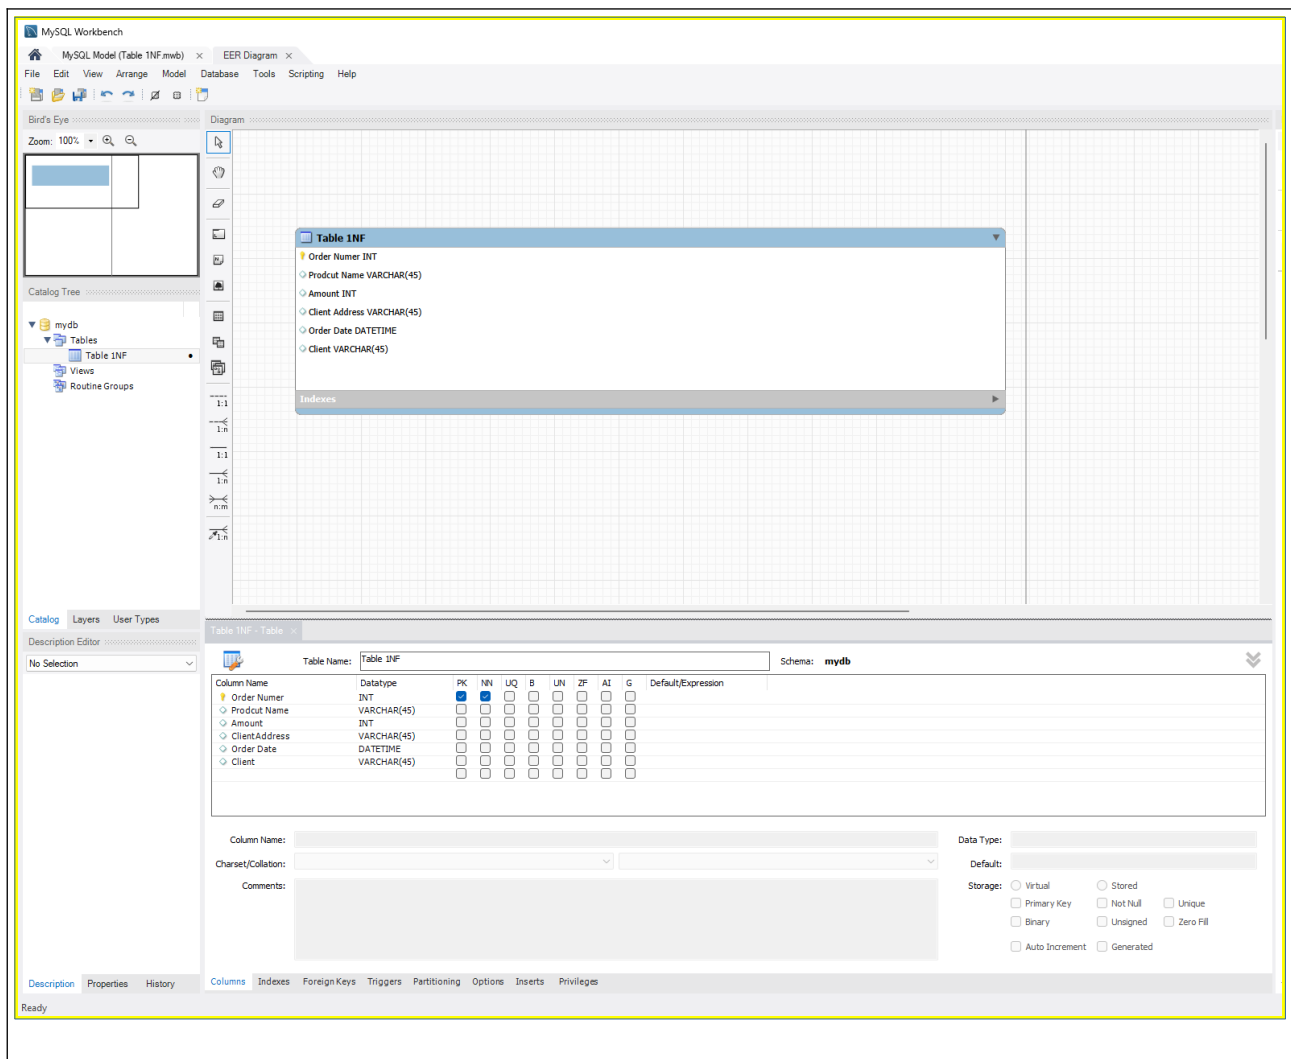 MySQL Workbench
MySQL Model (Table 1NF.mwb) × EER Diagram ×
File Edit View Arrange Model Database Tools Scripting Help
Bird's Eye
Zoom: 100%
Diagram
1:1
1:n
1:1
1:n
n:m
1:n
Table 1NF
Order Numer INT
Prodcut Name VARCHAR(45)
Amount INT
Client Address VARCHAR(45)
Order Date DATETIME
Client VARCHAR(45)
Indexes
Catalog Tree
mydb
Tables
Table 1NF
Views
Routine Groups
Catalog Layers User Types
Description Editor
No Selection
Table 1NF - Table ×
Table Name: Table 1NF Schema: mydb
Column Name Datatype PK NN UQ B UN ZF AI G Default/Expression
Order Numer INT
Prodcut Name VARCHAR(45)
Amount INT
ClientAddress VARCHAR(45)
Order Date DATETIME
Client VARCHAR(45)
Column Name: Data Type:
Charset/Collation: Default:
Comments: Storage: Virtual Stored
Primary Key Not Null Unique
Binary Unsigned Zero Fill
Auto Increment Generated
Description Properties History
Columns Indexes Foreign Keys Triggers Partitioning Options Inserts Privileges
Ready